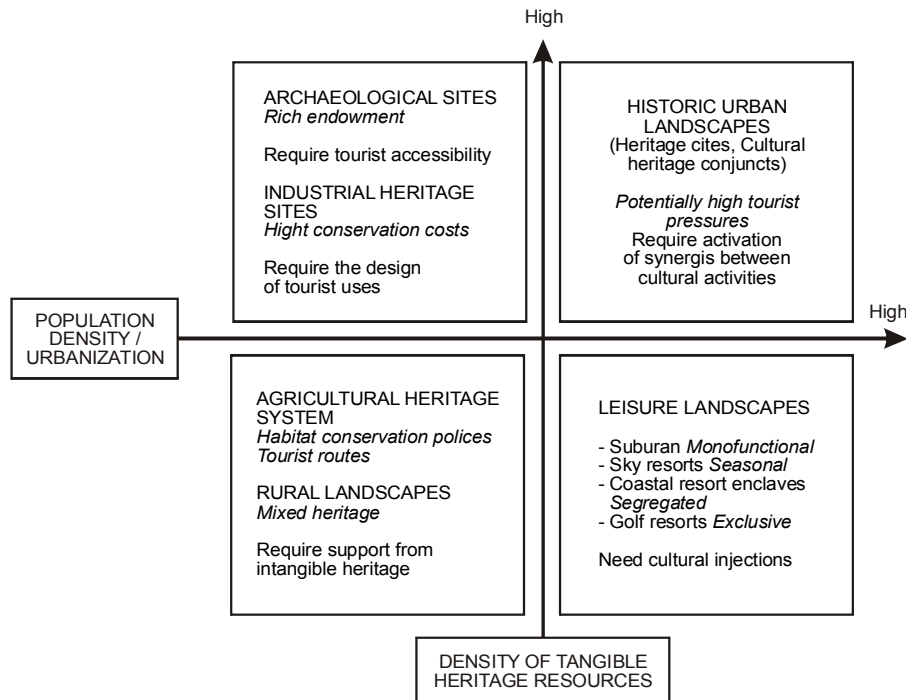 High
ARCHAEOLOGICAL SITES
Rich endowment
Require tourist accessibility
INDUSTRIAL HERITAGE
SITES
Hight conservation costs
Require the design
of tourist uses
HISTORIC URBAN
LANDSCAPES
(Heritage cites, Cultural
heritage conjuncts)
Potentially high tourist
pressures
Require activation
of synergis between
cultural activities
POPULATION
DENSITY /
URBANIZATION
High
AGRICULTURAL HERITAGE
SYSTEM
Habitat conservation polices
Tourist routes
RURAL LANDSCAPES
Mixed heritage
Require support from
intangible heritage
LEISURE LANDSCAPES
- Suburan Monofunctional
- Sky resorts Seasonal
- Coastal resort enclaves
Segregated
- Golf resorts Exclusive
Need cultural injections
DENSITY OF TANGIBLE
HERITAGE RESOURCES